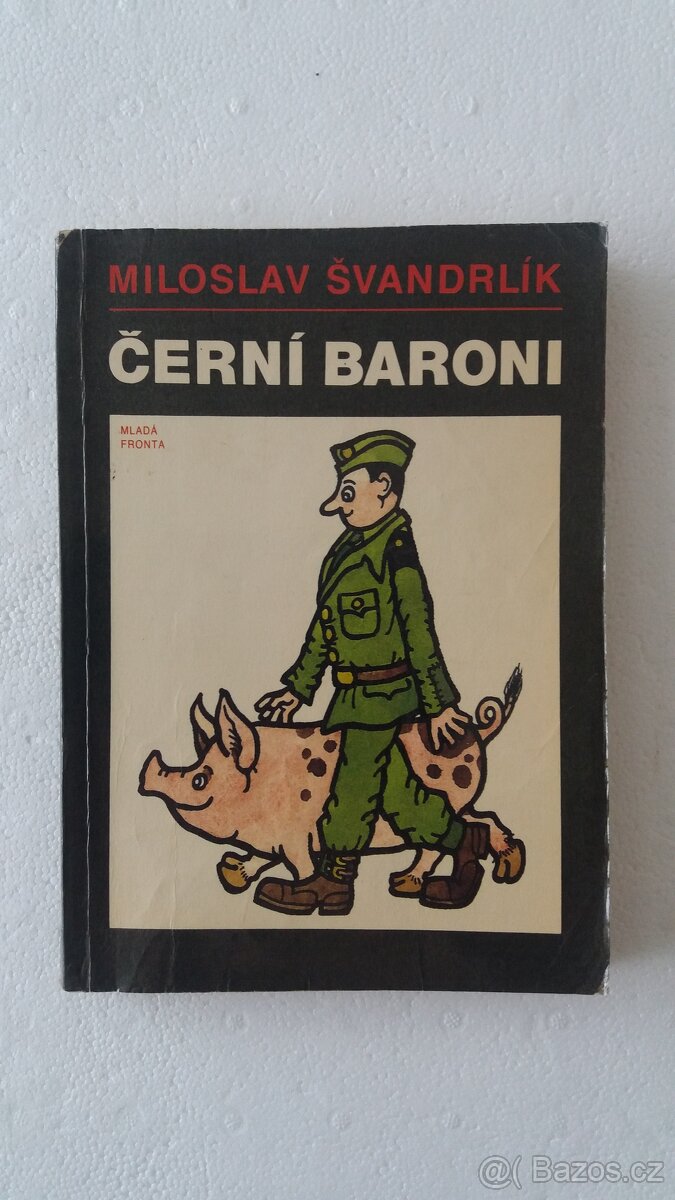 MILOSLAV ŠVANDRLÍK
ČERNÍ BARONI
MLADÁ
FRONTA
@( Bazos.cz